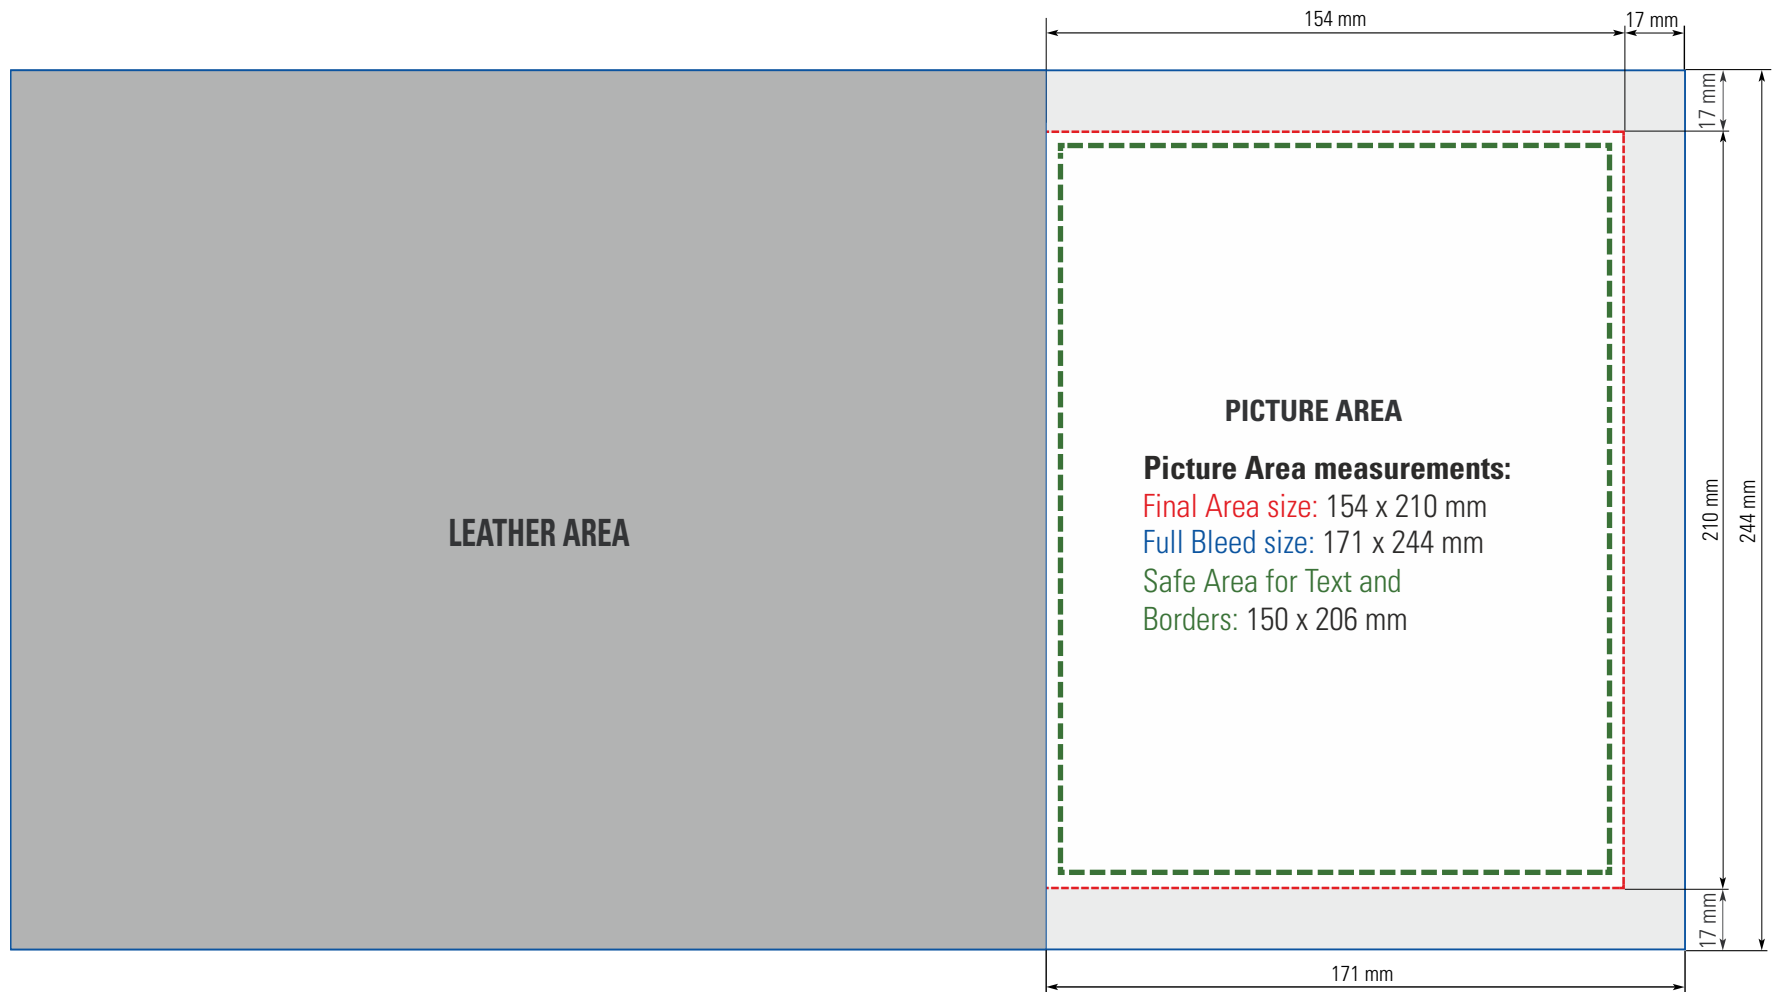 154 mm
17 mm
17 mm
LEATHER AREA
PICTURE AREA
Picture Area measurements:
Final Area size: 154 x 210 mm
Full Bleed size: 171 x 244 mm
Safe Area for Text and
Borders: 150 x 206 mm
210 mm
244 mm
17 mm
171 mm